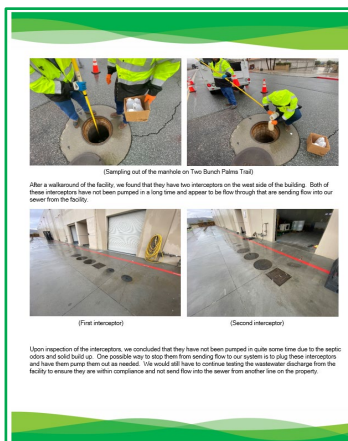 (Sampling out of the manhole on Two Bunch Palms Trail)
After a walkaround of the facility, we found that they have two interceptors on the west side of the building. Both of
these interceptors have not been pumped in a long time and appear to be flow through that are sending flow into our
sewer from the facility.
(First interceptor)
(Second interceptor)
Upon inspection of the interceptors, we concluded that they have not been pumped in quite some time due to the septic
odors and solid build up. One possible way to stop them from sending flow to our system is to plug these interceptors
and have them pump them out as needed. We would still have to continue testing the wastewater discharge from the
facility to ensure they are within compliance and not send flow into the sewer from another line on the property.